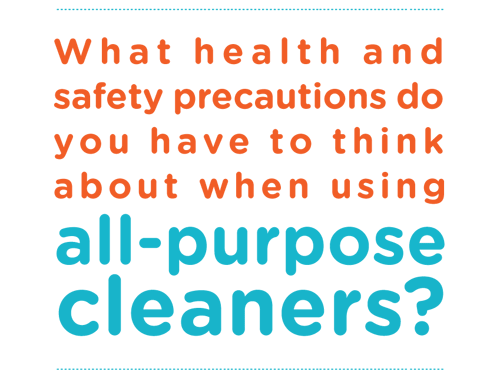 What health and
safety precautions do
you have to think
about when using
all-purpose
cleaners?